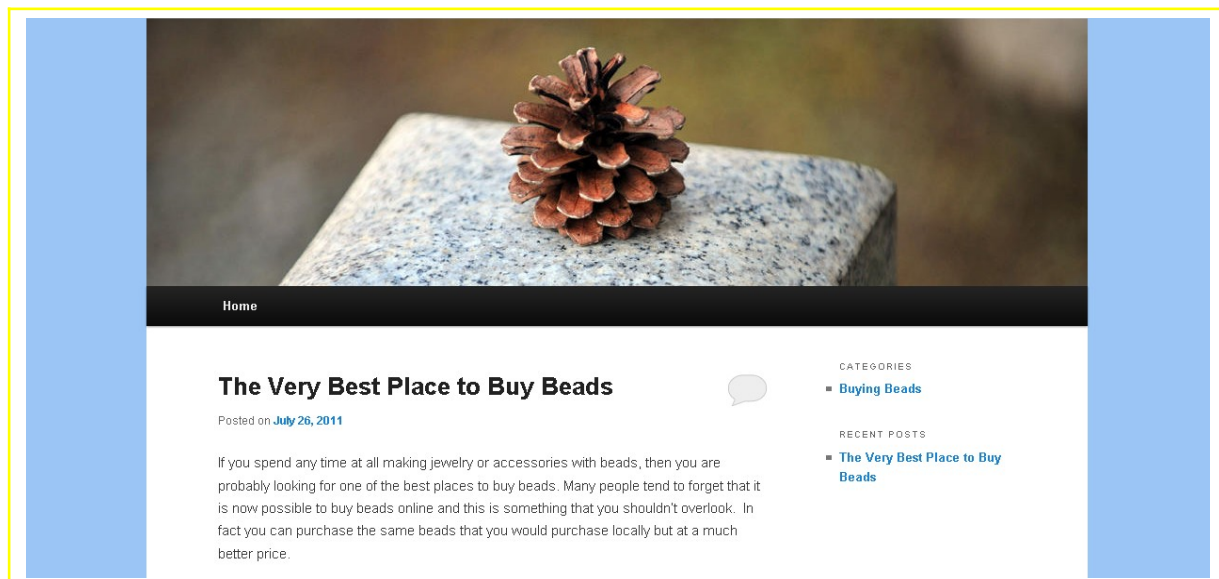 Home
The Very Best Place to Buy Beads
Posted on July 26, 2011
If you spend any time at all making jewelry or accessories with beads, then you are
probably looking for one of the best places to buy beads. Many people tend to forget that it
is now possible to buy beads online and this is something that you shouldn't overlook.  In
fact you can purchase the same beads that you would purchase locally but at a much
better price.
CATEGORIES
Buying Beads
RECENT POSTS
The Very Best Place to Buy
Beads